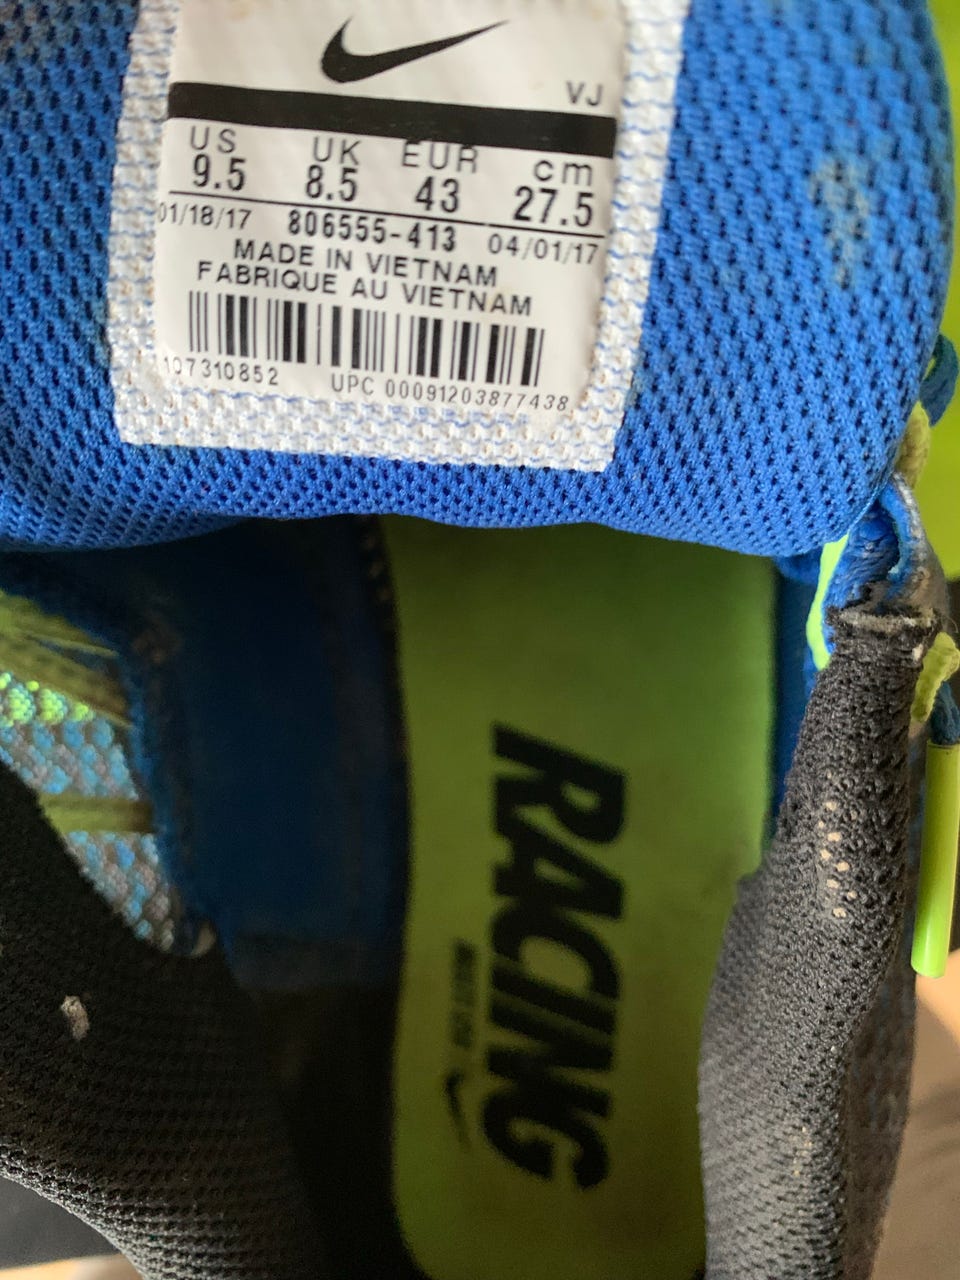 VJ
US UK EUR cm
9.5 8.5 43 27.5
01/18/17 806555-413 04/01/17
MADE IN VIETNAM
FABRIQUE AU VIETNAM
107310852 UPC 00091203877438
RACING